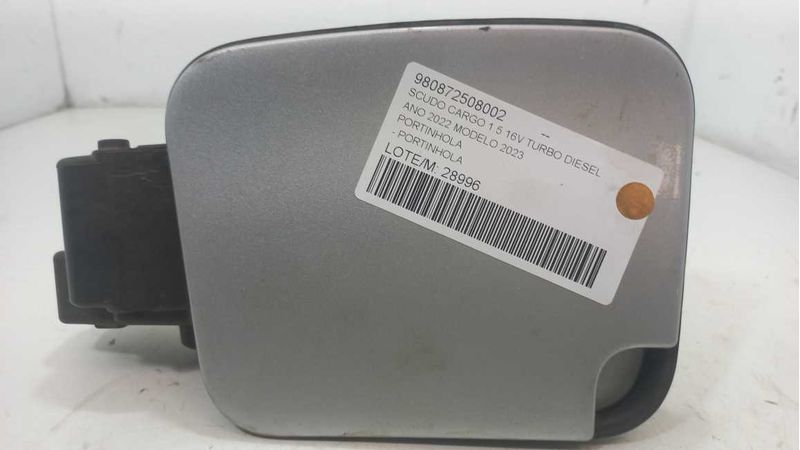 980872508002
SCUDO CARGO 1.5 16V TURBO DIESEL
ANO 2022 MODELO 2023
PORTINHOLA
- PORTINHOLA
LOTE/M: 28996